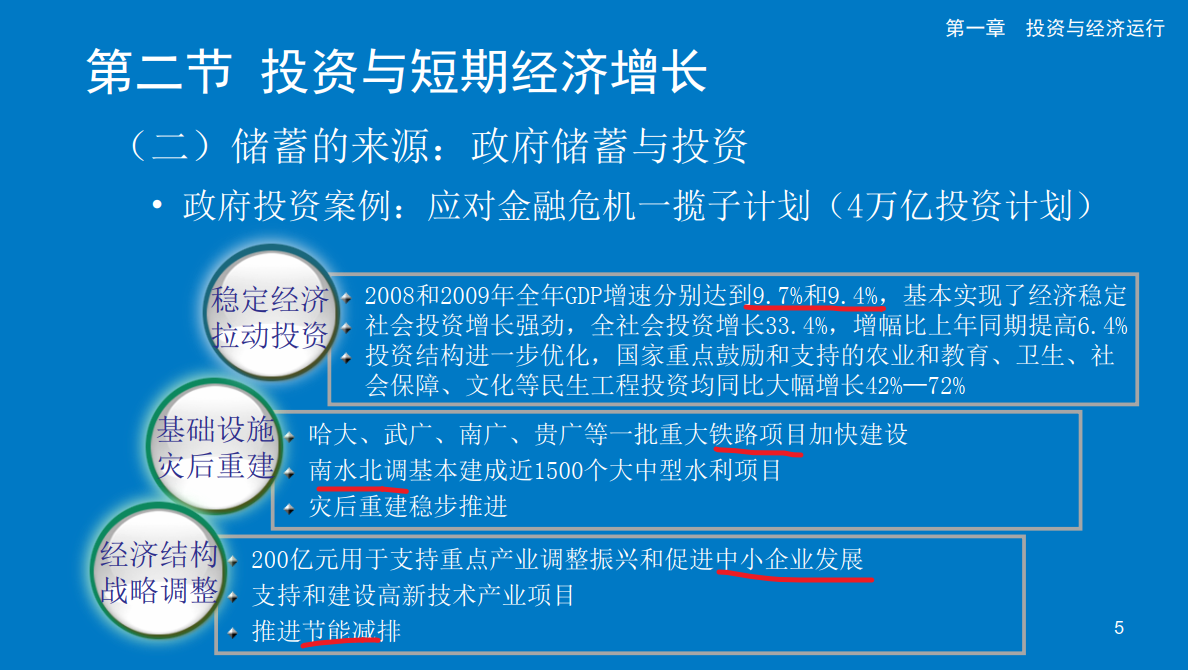 第一章　投资与经济运行
第二节 投资与短期经济增长
（二）储蓄的来源：政府储蓄与投资
• 政府投资案例：应对金融危机一揽子计划（4万亿投资计划）
稳定经济
拉动投资
2008和2009年全年GDP增速分别达到9.7%和9.4%，基本实现了经济稳定
社会投资增长强劲，全社会投资增长33.4%，增幅比上年同期提高6.4%
投资结构进一步优化，国家重点鼓励和支持的农业和教育、卫生、社
会保障、文化等民生工程投资均同比大幅增长42%—72%
基础设施
灾后重建
哈大、武广、南广、贵广等一批重大铁路项目加快建设
南水北调基本建成近1500个大中型水利项目
灾后重建稳步推进
经济结构
战略调整
200亿元用于支持重点产业调整振兴和促进中小企业发展
支持和建设高新技术产业项目
推进节能减排
5